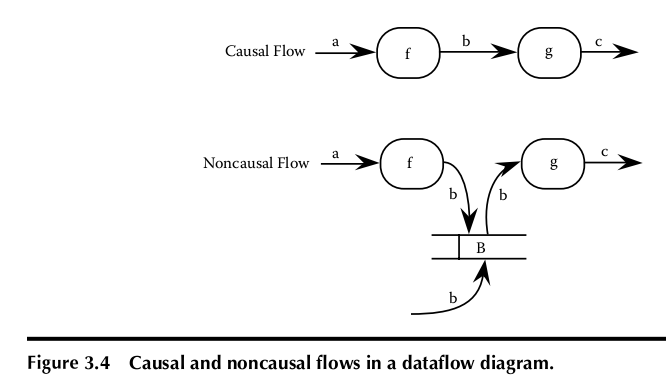 Causal Flow a f b g c
Noncausal Flow a f g c
b b
B
b
Figure 3.4 Causal and noncausal flows in a dataflow diagram.